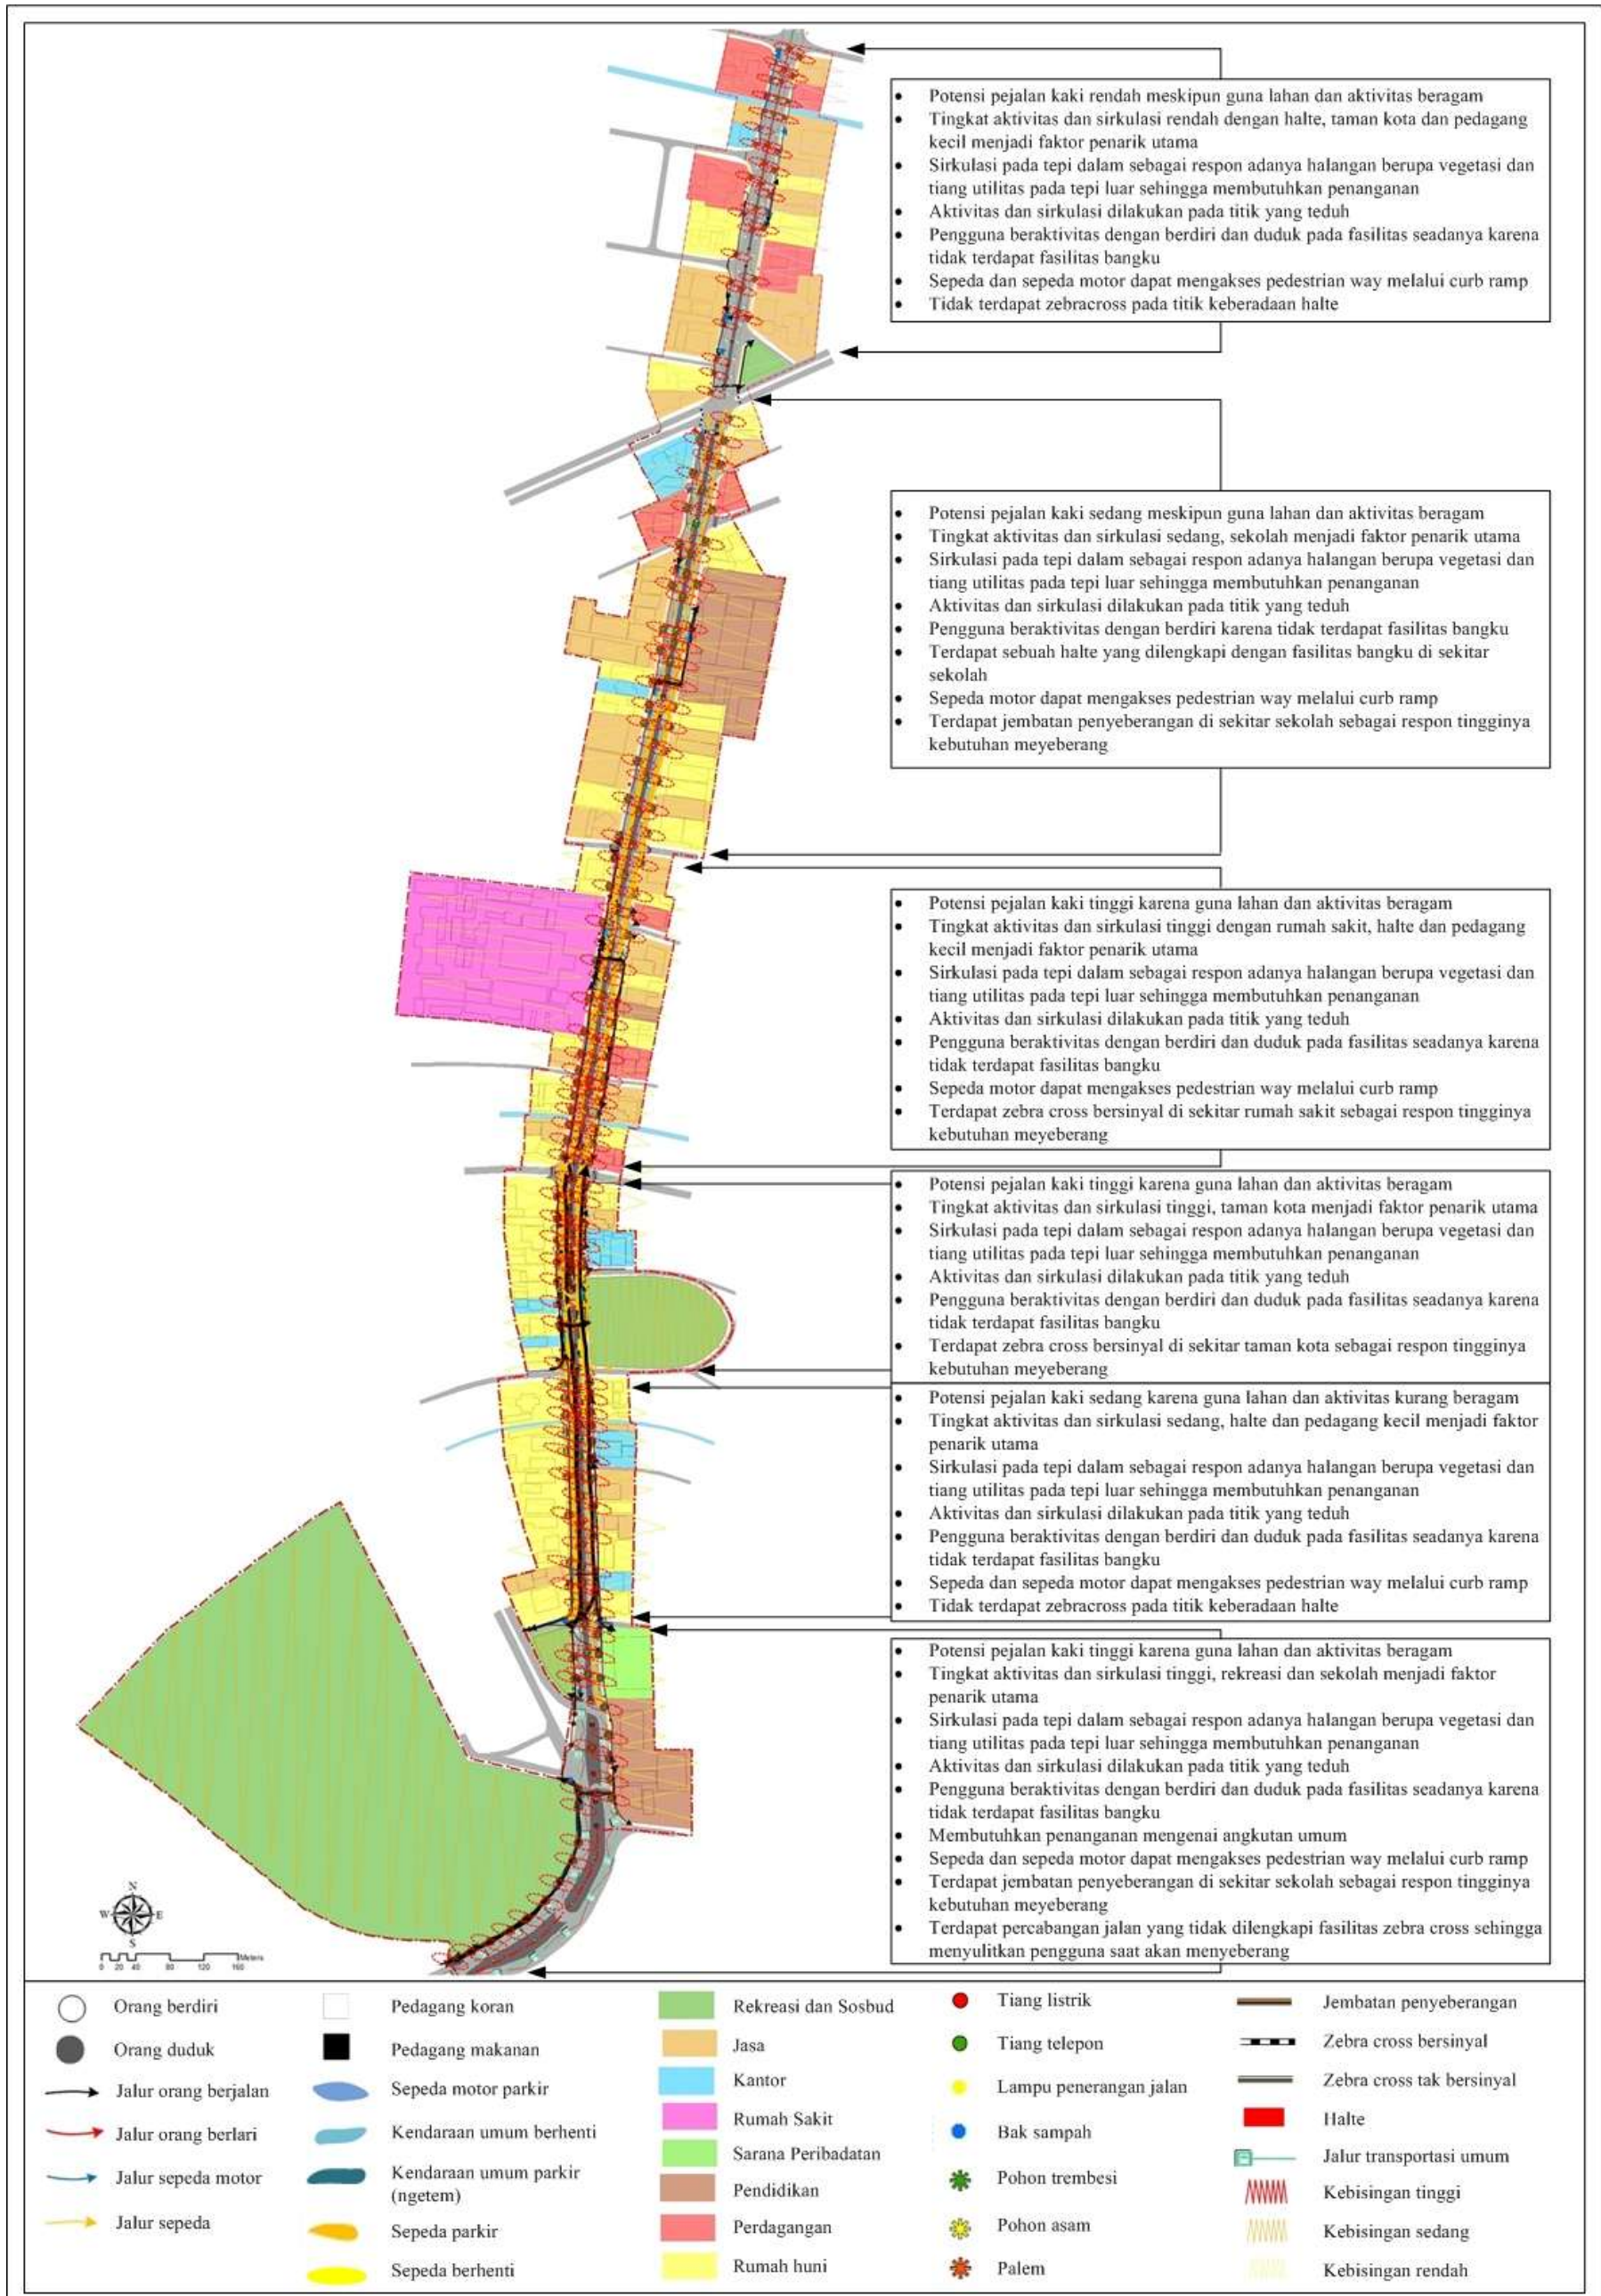 • Potensi pejalan kaki rendah meskipun guna lahan dan aktivitas beragam
• Tingkat aktivitas dan sirkulasi rendah dengan halte, taman kota dan pedagang
kecil menjadi faktor penarik utama
• Sirkulasi pada tepi dalam sebagai respon adanya halangan berupa vegetasi dan
tiang utilitas pada tepi luar sehingga membutuhkan penanganan
• Aktivitas dan sirkulasi dilakukan pada titik yang teduh
• Pengguna beraktivitas dengan berdiri dan duduk pada fasilitas seadanya karena
tidak terdapat fasilitas bangku
• Sepeda dan sepeda motor dapat mengakses pedestrian way melalui curb ramp
• Tidak terdapat zebracross pada titik keberadaan halte
• Potensi pejalan kaki sedang meskipun guna lahan dan aktivitas beragam
• Tingkat aktivitas dan sirkulasi sedang, sekolah menjadi faktor penarik utama
• Sirkulasi pada tepi dalam sebagai respon adanya halangan berupa vegetasi dan
tiang utilitas pada tepi luar sehingga membutuhkan penanganan
• Aktivitas dan sirkulasi dilakukan pada titik yang teduh
• Pengguna beraktivitas dengan berdiri karena tidak terdapat fasilitas bangku
• Terdapat sebuah halte yang dilengkapi dengan fasilitas bangku di sekitar
sekolah
• Sepeda motor dapat mengakses pedestrian way melalui curb ramp
• Terdapat jembatan penyeberangan di sekitar sekolah sebagai respon tingginya
kebutuhan meyeberang
• Potensi pejalan kaki tinggi karena guna lahan dan aktivitas beragam
• Tingkat aktivitas dan sirkulasi tinggi dengan rumah sakit, halte dan pedagang
kecil menjadi faktor penarik utama
• Sirkulasi pada tepi dalam sebagai respon adanya halangan berupa vegetasi dan
tiang utilitas pada tepi luar sehingga membutuhkan penanganan
• Aktivitas dan sirkulasi dilakukan pada titik yang teduh
• Pengguna beraktivitas dengan berdiri dan duduk pada fasilitas seadanya karena
tidak terdapat fasilitas bangku
• Sepeda motor dapat mengakses pedestrian way melalui curb ramp
• Terdapat zebra cross bersinyal di sekitar rumah sakit sebagai respon tingginya
kebutuhan meyeberang
• Potensi pejalan kaki tinggi karena guna lahan dan aktivitas beragam
• Tingkat aktivitas dan sirkulasi tinggi, taman kota menjadi faktor penarik utama
• Sirkulasi pada tepi dalam sebagai respon adanya halangan berupa vegetasi dan
tiang utilitas pada tepi luar sehingga membutuhkan penanganan
• Aktivitas dan sirkulasi dilakukan pada titik yang teduh
• Pengguna beraktivitas dengan berdiri dan duduk pada fasilitas seadanya karena
tidak terdapat fasilitas bangku
• Terdapat zebra cross bersinyal di sekitar taman kota sebagai respon tingginya
kebutuhan meyeberang
• Potensi pejalan kaki sedang karena guna lahan dan aktivitas kurang beragam
• Tingkat aktivitas dan sirkulasi sedang, halte dan pedagang kecil menjadi faktor
penarik utama
• Sirkulasi pada tepi dalam sebagai respon adanya halangan berupa vegetasi dan
tiang utilitas pada tepi luar sehingga membutuhkan penanganan
• Aktivitas dan sirkulasi dilakukan pada titik yang teduh
• Pengguna beraktivitas dengan berdiri dan duduk pada fasilitas seadanya karena
tidak terdapat fasilitas bangku
• Sepeda dan sepeda motor dapat mengakses pedestrian way melalui curb ramp
• Tidak terdapat zebracross pada titik keberadaan halte
• Potensi pejalan kaki tinggi karena guna lahan dan aktivitas beragam
• Tingkat aktivitas dan sirkulasi tinggi, rekreasi dan sekolah menjadi faktor
penarik utama
• Sirkulasi pada tepi dalam sebagai respon adanya halangan berupa vegetasi dan
tiang utilitas pada tepi luar sehingga membutuhkan penanganan
• Aktivitas dan sirkulasi dilakukan pada titik yang teduh
• Pengguna beraktivitas dengan berdiri dan duduk pada fasilitas seadanya karena
tidak terdapat fasilitas bangku
• Membutuhkan penanganan mengenai angkutan umum
• Sepeda dan sepeda motor dapat mengakses pedestrian way melalui curb ramp
• Terdapat jembatan penyeberangan di sekitar sekolah sebagai respon tingginya
kebutuhan meyeberang
• Terdapat percabangan jalan yang tidak dilengkapi fasilitas zebra cross sehingga
menyulitkan pengguna saat akan menyeberang
N
W E
S
Meters
0 20 40 80 120 160
Orang berdiri
Orang duduk
Jalur orang berjalan
Jalur orang berlari
Jalur sepeda motor
Jalur sepeda
Pedagang koran
Pedagang makanan
Sepeda motor parkir
Kendaraan umum berhenti
Kendaraan umum parkir
(ngetem)
Sepeda parkir
Sepeda berhenti
Rekreasi dan Sosbud
Jasa
Kantor
Rumah Sakit
Sarana Peribadatan
Pendidikan
Perdagangan
Rumah huni
Tiang listrik
Tiang telepon
Lampu penerangan jalan
Bak sampah
Pohon trembesi
Pohon asam
Palem
Jembatan penyeberangan
Zebra cross bersinyal
Zebra cross tak bersinyal
Halte
Jalur transportasi umum
Kebisingan tinggi
Kebisingan sedang
Kebisingan rendah